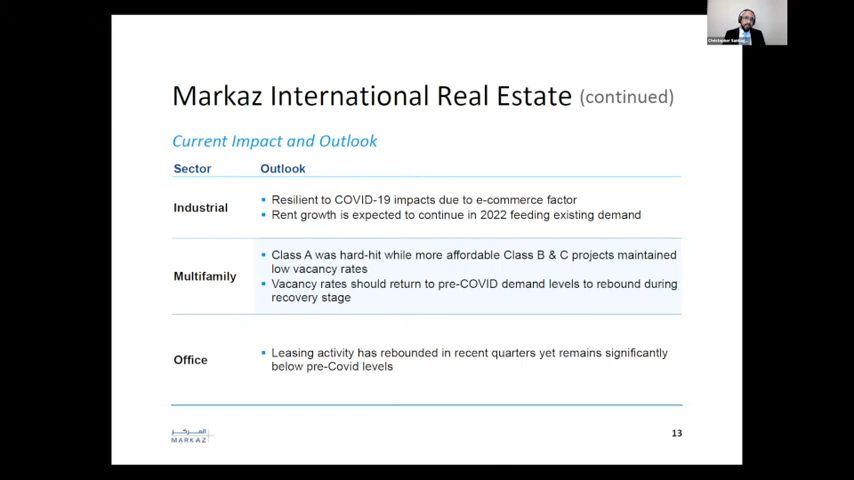 Christopher
Markaz International Real Estate (continued)
Current Impact and Outlook
Sector Outlook
Industrial
Resilient to COVID-19 impacts due to e-commerce factor
Rent growth is expected to continue in 2022 feeding existing demand
Multifamily
Class A was hard-hit while more affordable Class B & C projects maintained
low vacancy rates
Vacancy rates should return to pre-COVID demand levels to rebound during
recovery stage
Office
Leasing activity has rebounded in recent quarters yet remains significantly
below pre-Covid levels
المركز
MARKAZ
13